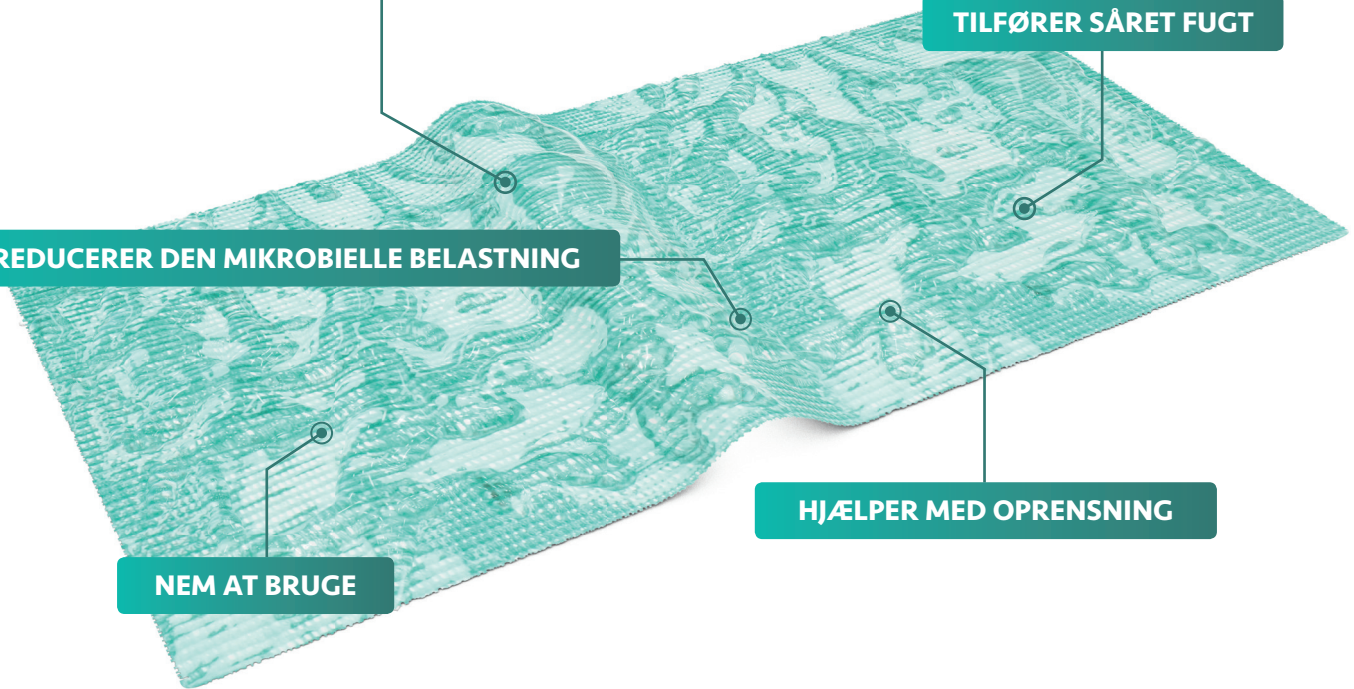 TILFØRER SÅRET FUGT
REDUCERER DEN MIKROBIELLE BELASTNING
HJÆLPER MED OPRENSNING
NEM AT BRUGE